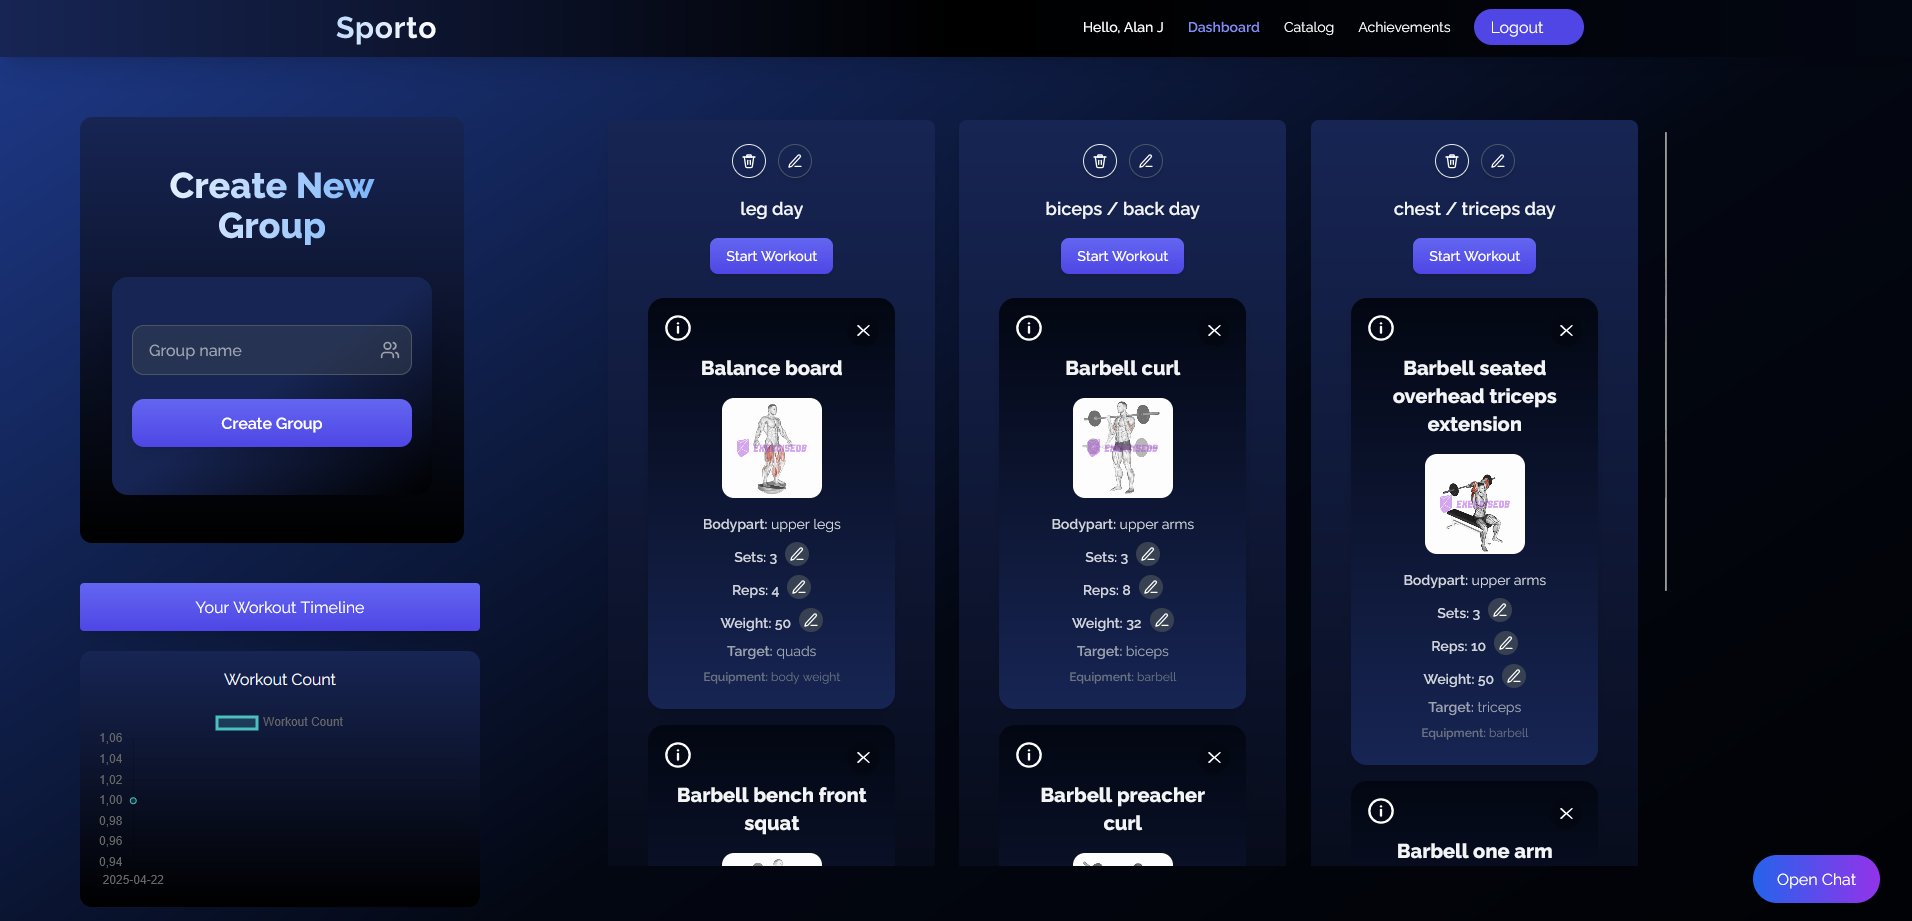 Sporto
Hello, Alan J
Dashboard
Catalog
Achievements
Logout
Create New
Group
Group name
Create Group
Your Workout Timeline
Workout Count
Workout Count
1,06
1,04
1,02
1,00
0,98
0,96
0,94
2025-04-22
leg day
Start Workout
Balance board
EXERCISEDB
Bodypart: upper legs
Sets: 3
Reps: 4
Weight: 50
Target: quads
Equipment: body weight
Barbell bench front
squat
biceps / back day
Start Workout
Barbell curl
EXERCISEDB
Bodypart: upper arms
Sets: 3
Reps: 8
Weight: 32
Target: biceps
Equipment: barbell
Barbell preacher
curl
chest / triceps day
Start Workout
Barbell seated
overhead triceps
extension
EXERCISEDB
Bodypart: upper arms
Sets: 3
Reps: 10
Weight: 50
Target: triceps
Equipment: barbell
Barbell one arm
Open Chat